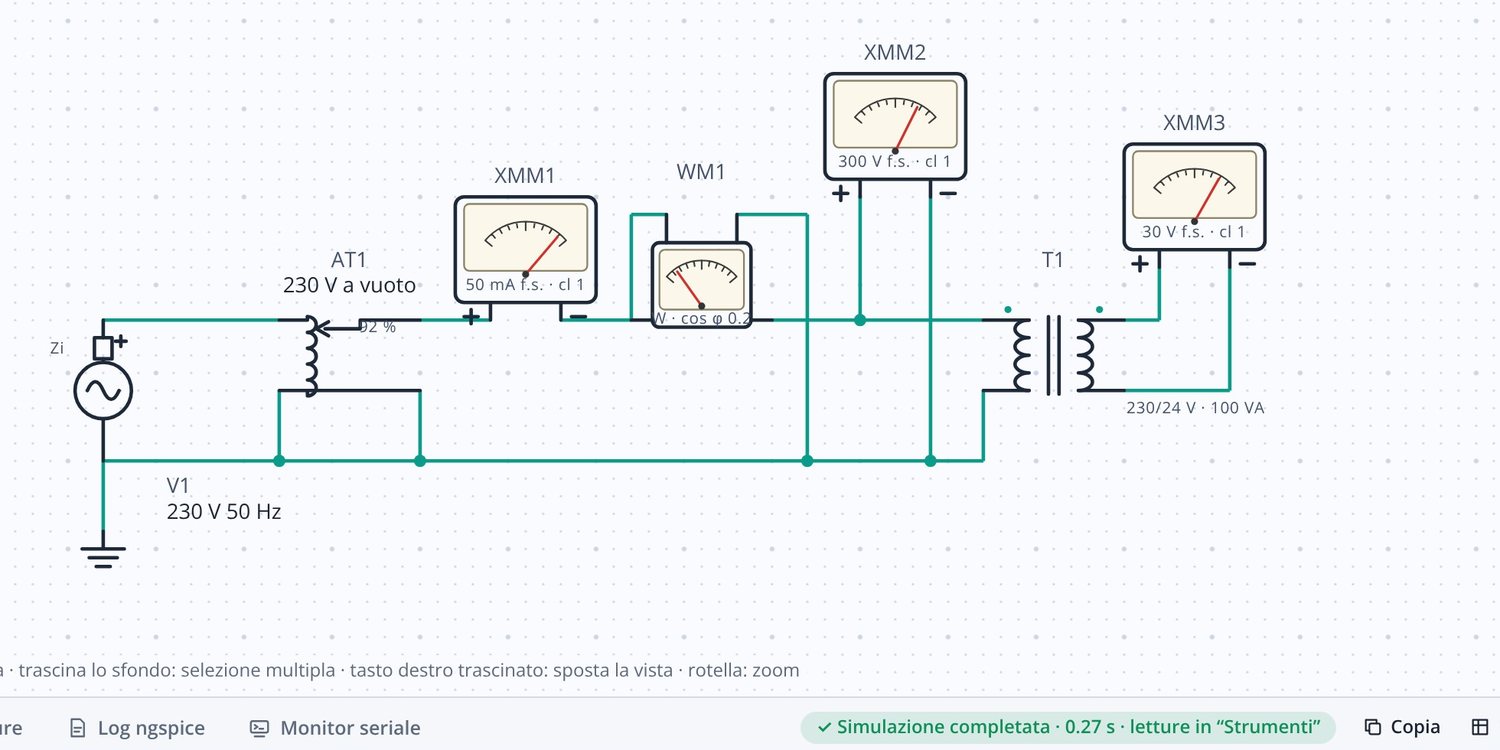 XMM2
300 V f.s. · cl 1
+ −
XMM3
30 V f.s. · cl 1
+ −
XMM1
50 mA f.s. · cl 1
+ −
WM1
W · cos φ 0.2
AT1
230 V a vuoto
92 %
T1
230/24 V · 100 VA
Zi
+
V1
230 V 50 Hz
· trascina lo sfondo: selezione multipla · tasto destro trascinato: sposta la vista · rotella: zoom
Log ngspice
Monitor seriale
✓ Simulazione completata · 0.27 s · letture in “Strumenti”
Copia